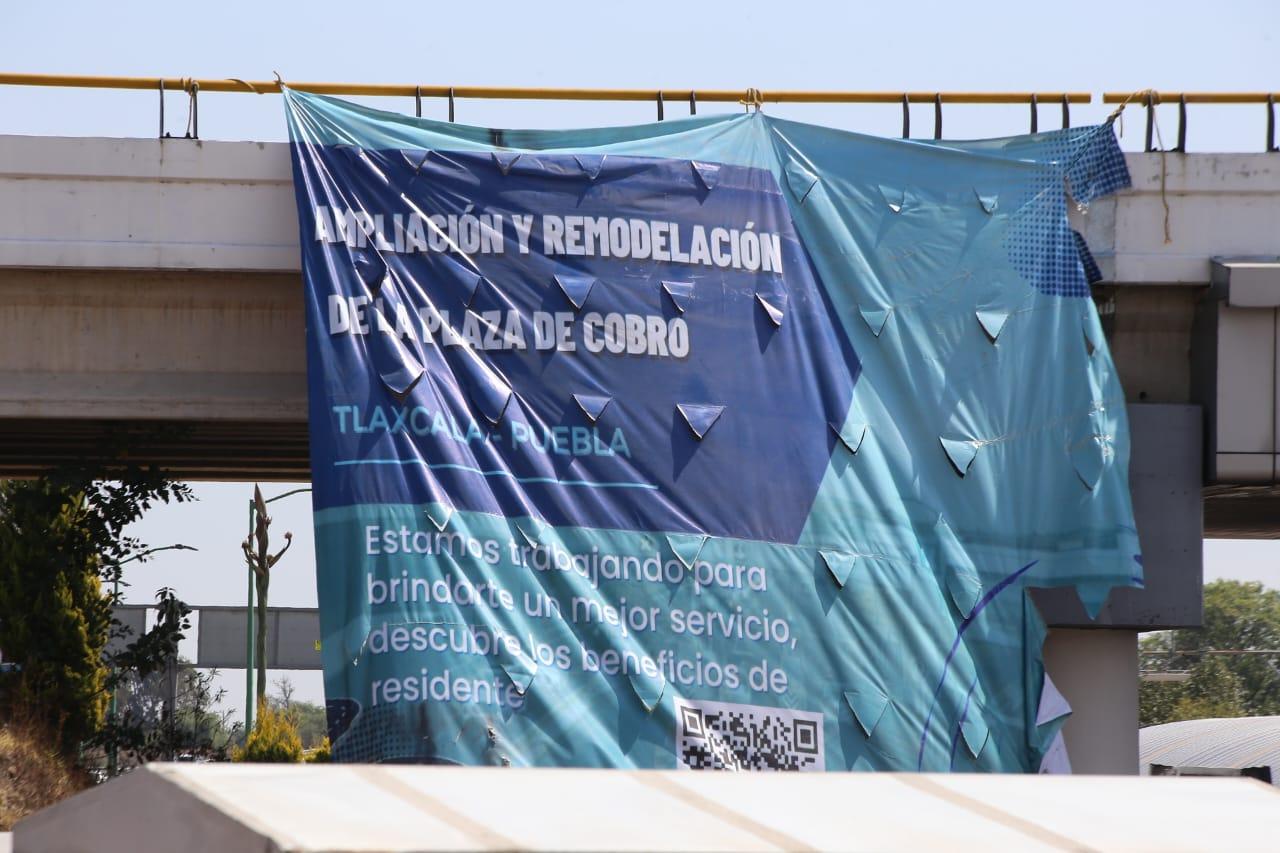 AMPLIACIÓN Y REMODELACIÓN
DE LA PLAZA DE COBRO
TLAXCALA - PUEBLA
Estamos trabajando para
brindarte un mejor servicio,
descubre los beneficios de
residente